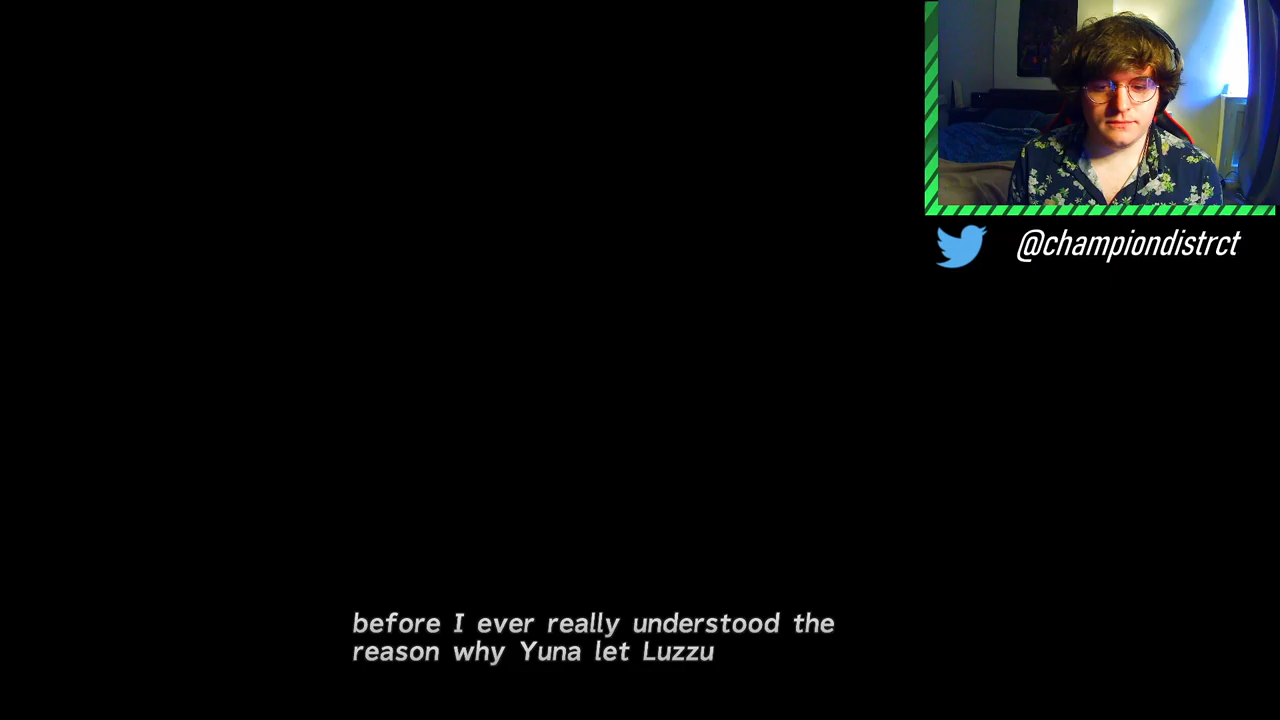 @championdistrct
before I ever really understood the
reason why Yuna let Luzzu